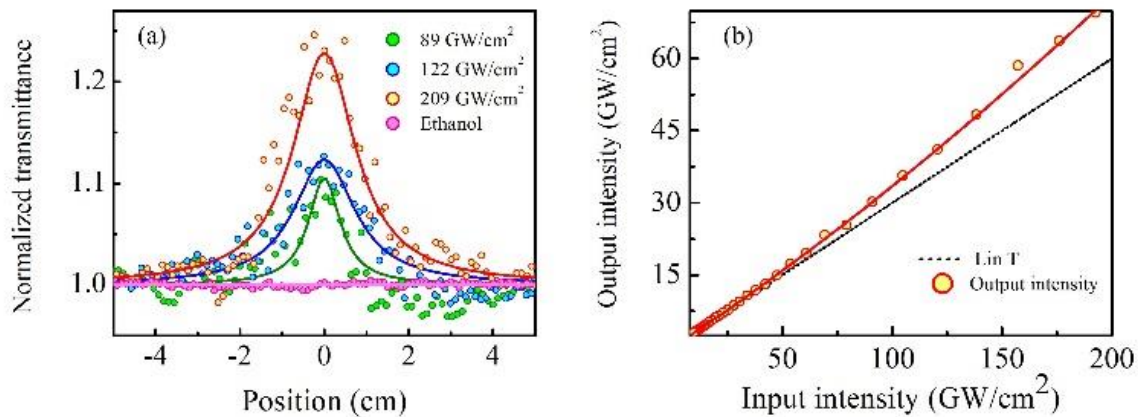 (a)
89 GW/cm²
122 GW/cm²
209 GW/cm²
Ethanol
Normalized transmittance
1.2
1.1
1.0
-4 -2 0 2 4
Position (cm)
(b)
Output intensity (GW/cm²)
60
45
30
15
Lin T
Output intensity
50 100 150 200
Input intensity (GW/cm²)